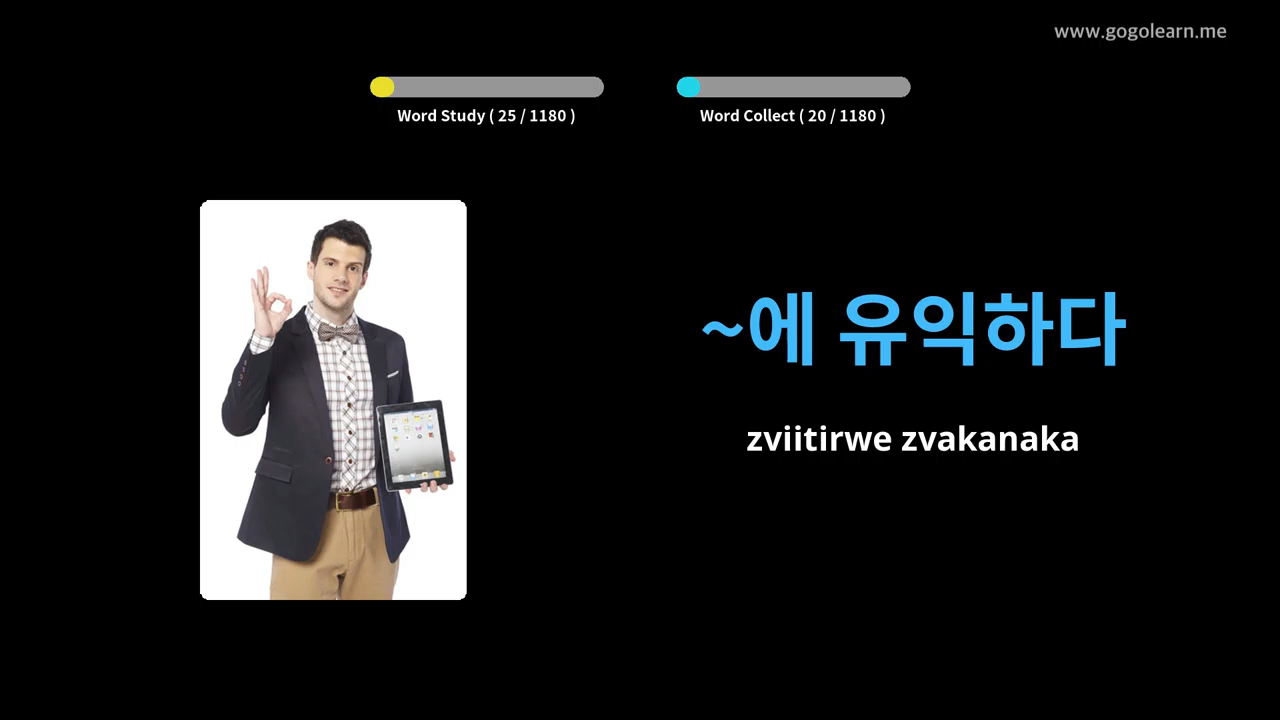 www.gogolearn.me
Word Study ( 25 / 1180 )
Word Collect ( 20 / 1180 )
~에 유익하다
zviitirwe zvakanaka